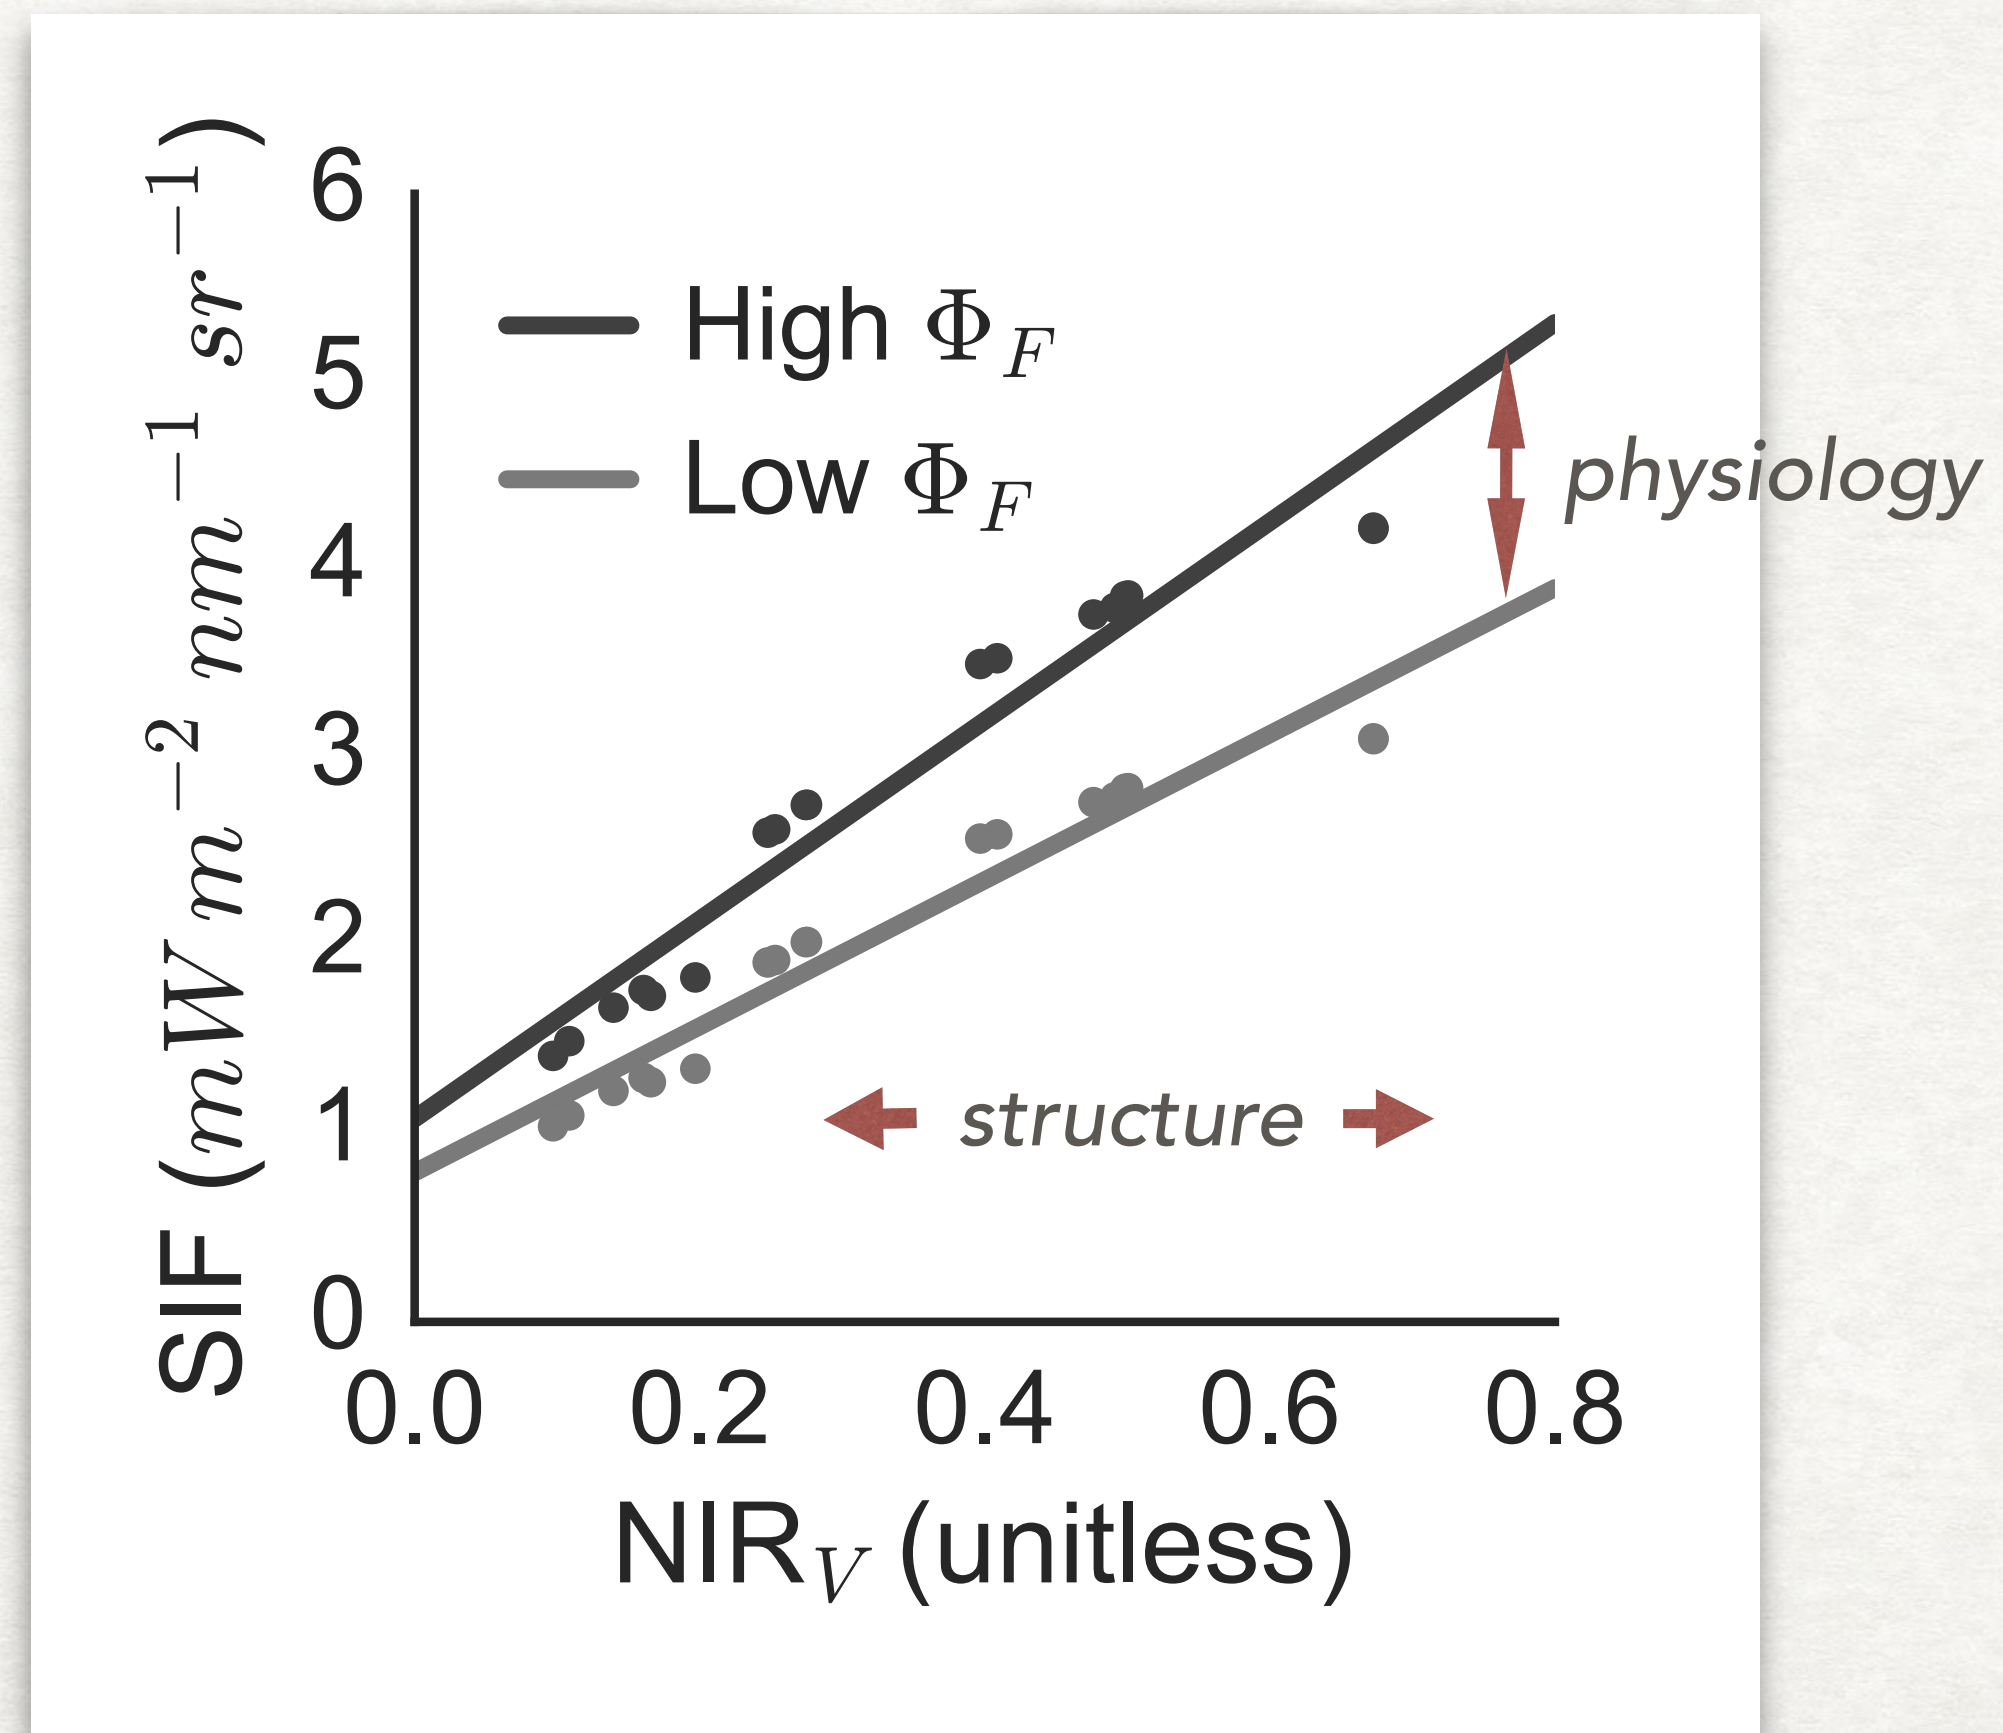 SIF (mW m⁻² nm⁻¹ sr⁻¹)
6
5
4
3
2
1
0
High Φ_F
Low Φ_F
physiology
structure
0.0 0.2 0.4 0.6 0.8
NIR_V (unitless)